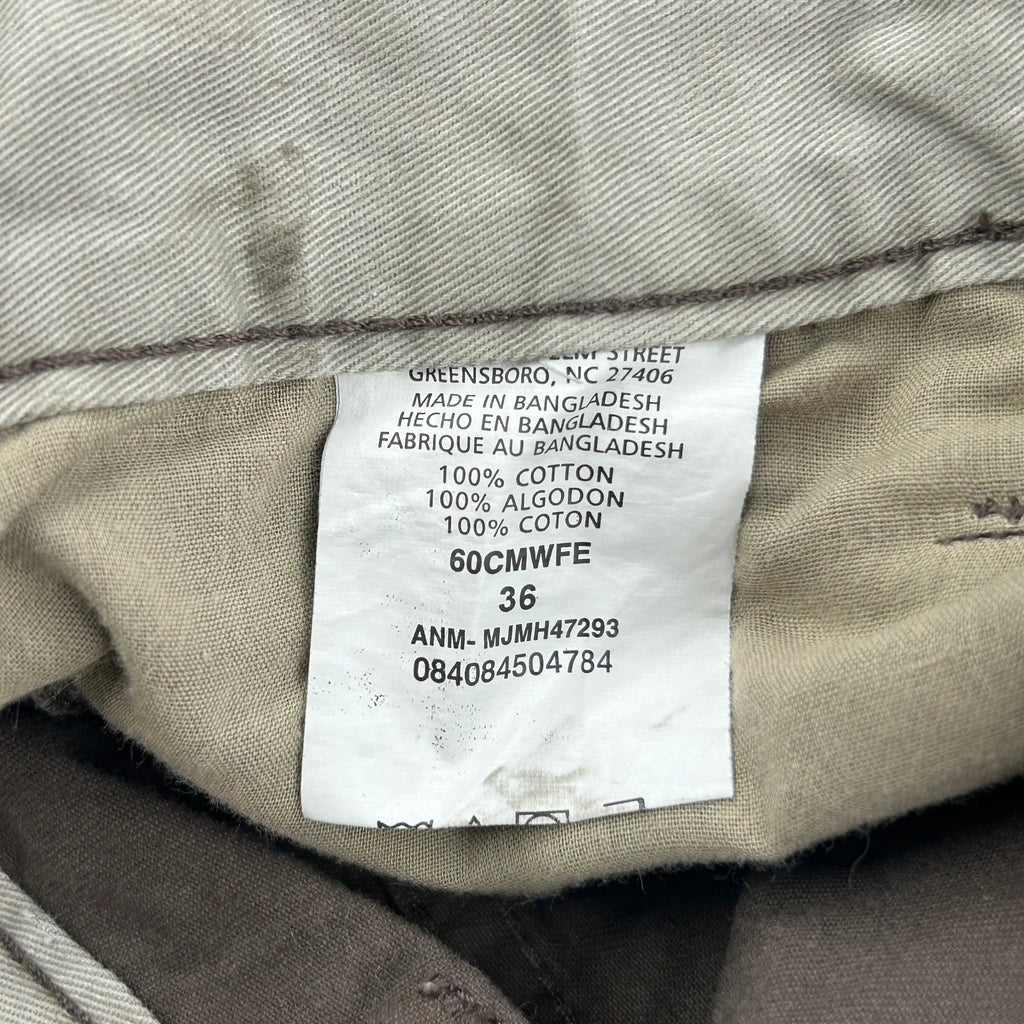 STREET
GREENSBORO, NC 27406
MADE IN BANGLADESH
HECHO EN BANGLADESH
FABRIQUE AU BANGLADESH
100% COTTON
100% ALGODON
100% COTON
60CMWFE
36
ANM- MJMH47293
084084504784